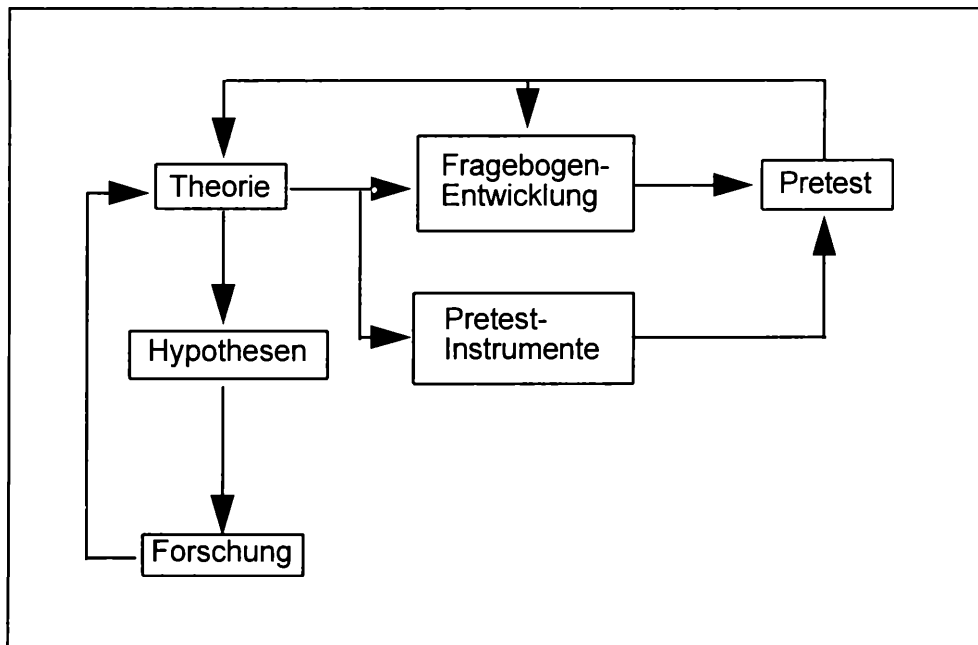 Theorie
Fragebogen-
Entwicklung
Pretest
Hypothesen
Pretest-
Instrumente
Forschung